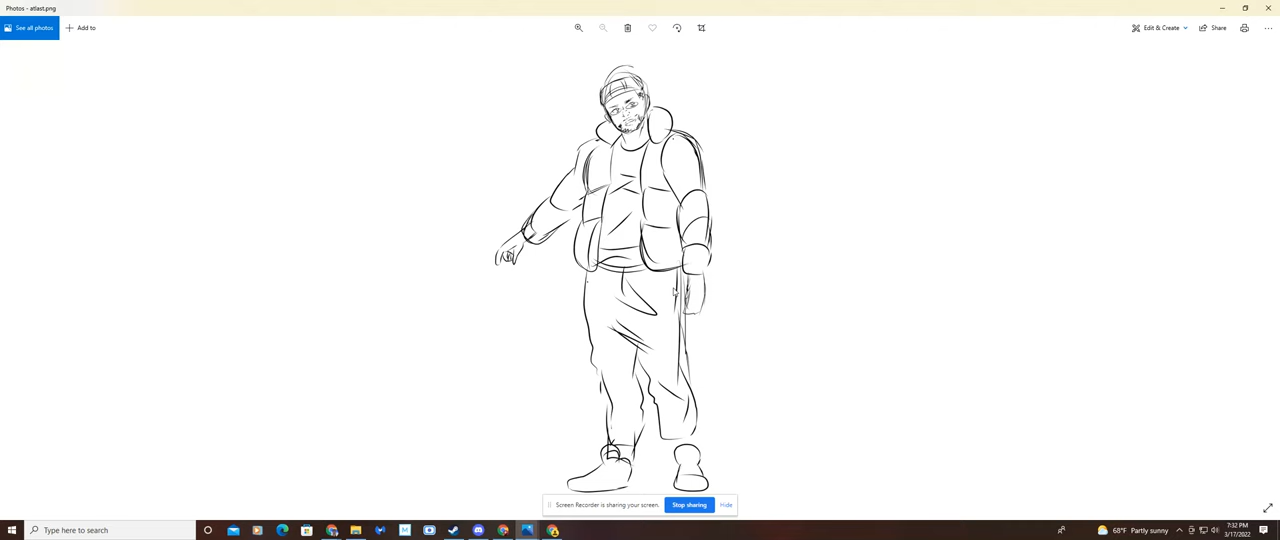 Photos - atlast.png
See all photos
Add to
Edit & Create
Share
Screen Recorder is sharing your screen.
Stop sharing
Hide
Type here to search
M
68°F Partly sunny
7:32 PM
3/17/2022